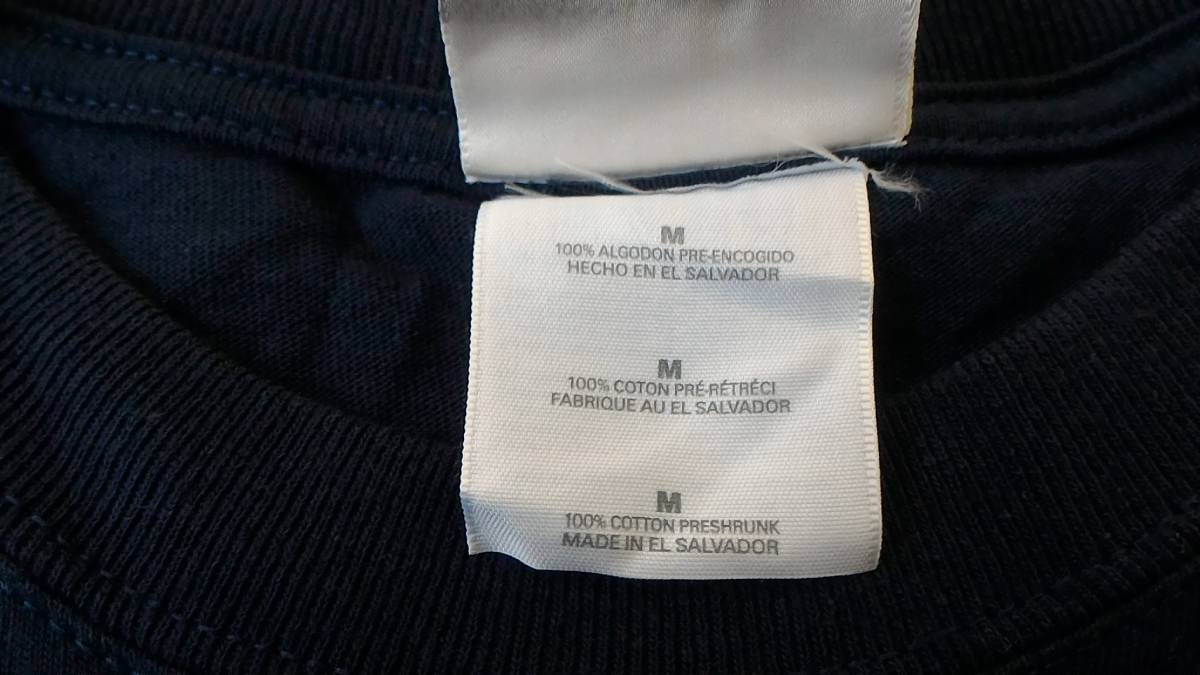 M
100% ALGODON PRE-ENCOGIDO
HECHO EN EL SALVADOR
M
100% COTON PRÉ-RÉTRÉCI
FABRIQUE AU EL SALVADOR
M
100% COTTON PRESHRUNK
MADE IN EL SALVADOR